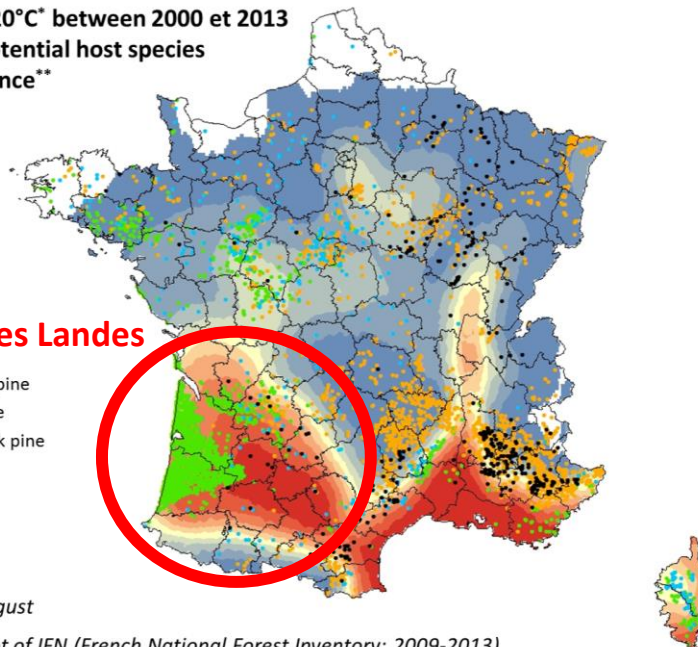 20°C* between 2000 et 2013
tential host species
nce**
es Landes
pine
e
k pine
gust
t of IFN (French National Forest Inventory; 2009-2013)